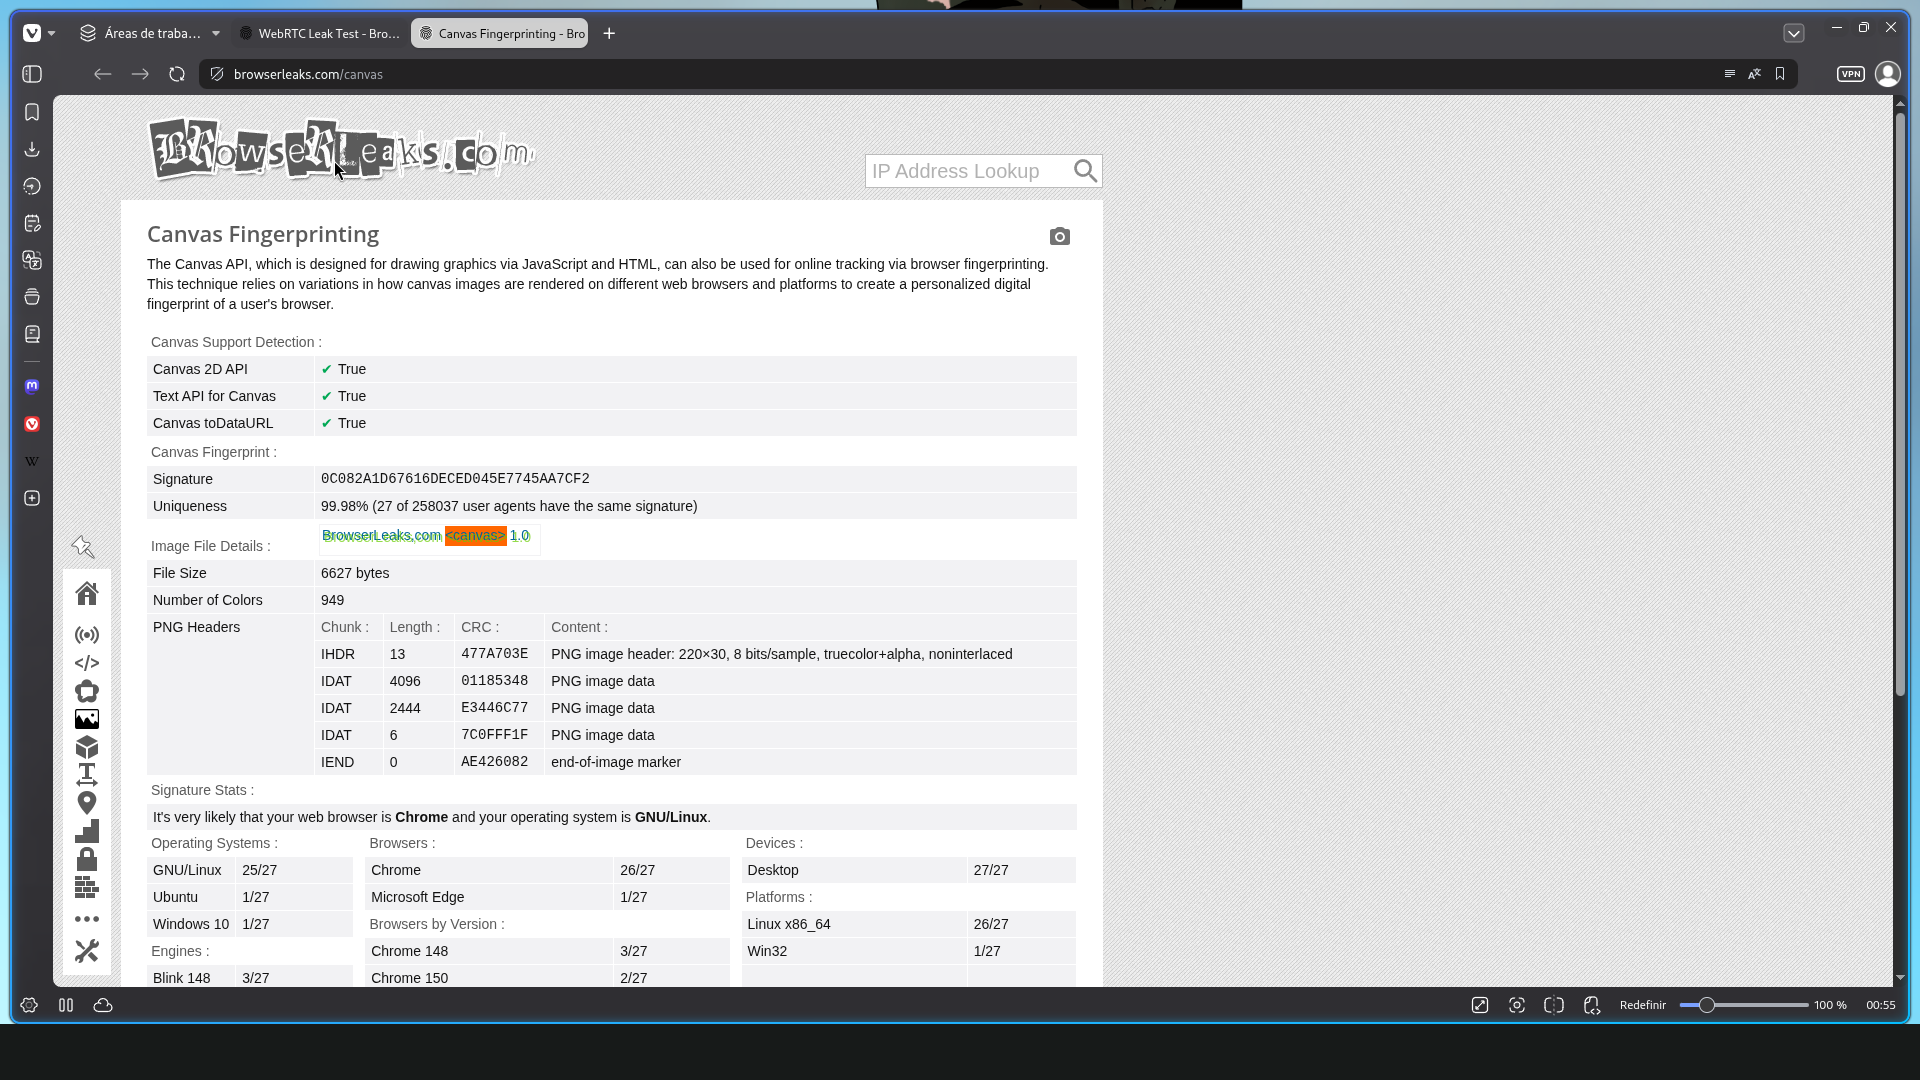 Áreas de traba...
WebRTC Leak Test - Bro...
Canvas Fingerprinting - Bro
browserleaks.com/canvas
VPN
BRowseRLeaks.com
IP Address Lookup
Canvas Fingerprinting
The Canvas API, which is designed for drawing graphics via JavaScript and HTML, can also be used for online tracking via browser fingerprinting.
This technique relies on variations in how canvas images are rendered on different web browsers and platforms to create a personalized digital
fingerprint of a user's browser.
Canvas Support Detection :
Canvas 2D API ✔ True
Text API for Canvas ✔ True
Canvas toDataURL ✔ True
Canvas Fingerprint :
Signature 0C082A1D67616DECED045E7745AA7CF2
Uniqueness 99.98% (27 of 258037 user agents have the same signature)
BrowserLeaks,com <canvas> 1.0
Image File Details :
File Size 6627 bytes
Number of Colors 949
PNG Headers Chunk : Length : CRC : Content :
IHDR 13 477A703E PNG image header: 220×30, 8 bits/sample, truecolor+alpha, noninterlaced
IDAT 4096 01185348 PNG image data
IDAT 2444 E3446C77 PNG image data
IDAT 6 7C0FFF1F PNG image data
IEND 0 AE426082 end-of-image marker
Signature Stats :
It's very likely that your web browser is Chrome and your operating system is GNU/Linux.
Operating Systems : Browsers : Devices :
GNU/Linux 25/27 Chrome 26/27 Desktop 27/27
Ubuntu 1/27 Microsoft Edge 1/27 Platforms :
Windows 10 1/27 Browsers by Version : Linux x86_64 26/27
Engines : Chrome 148 3/27 Win32 1/27
Blink 148 3/27 Chrome 150 2/27
Redefinir 100 % 00:55